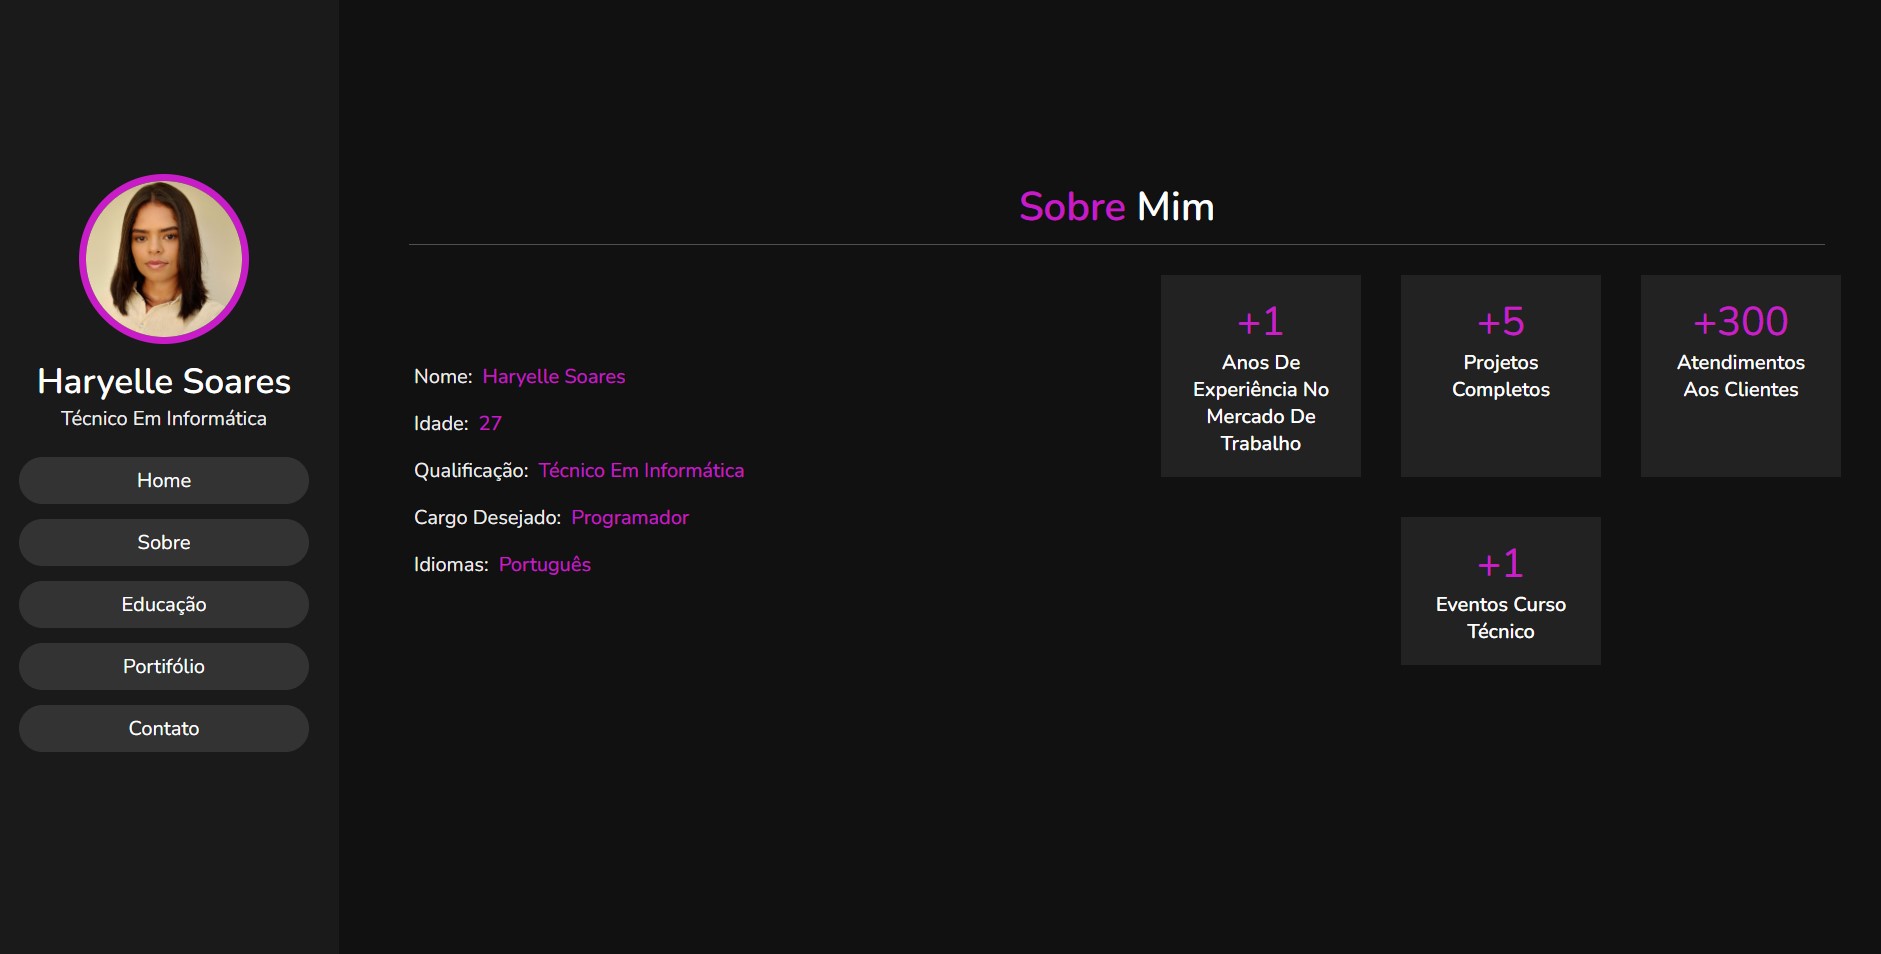 Haryelle Soares
Técnico Em Informática
Home
Sobre
Educação
Portifólio
Contato
Sobre Mim
Nome: Haryelle Soares
Idade: 27
Qualificação: Técnico Em Informática
Cargo Desejado: Programador
Idiomas: Português
+1
Anos De
Experiência No
Mercado De
Trabalho
+5
Projetos
Completos
+300
Atendimentos
Aos Clientes
+1
Eventos Curso
Técnico